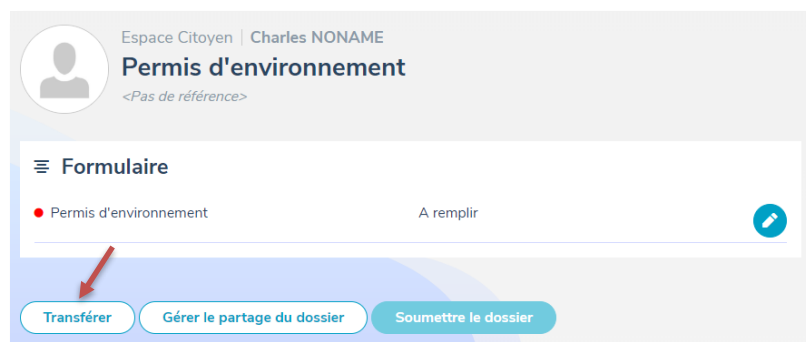 Espace Citoyen | Charles NONAME
Permis d'environnement
<Pas de référence>
Formulaire
Permis d'environnement A remplir
Transférer Gérer le partage du dossier Soumettre le dossier